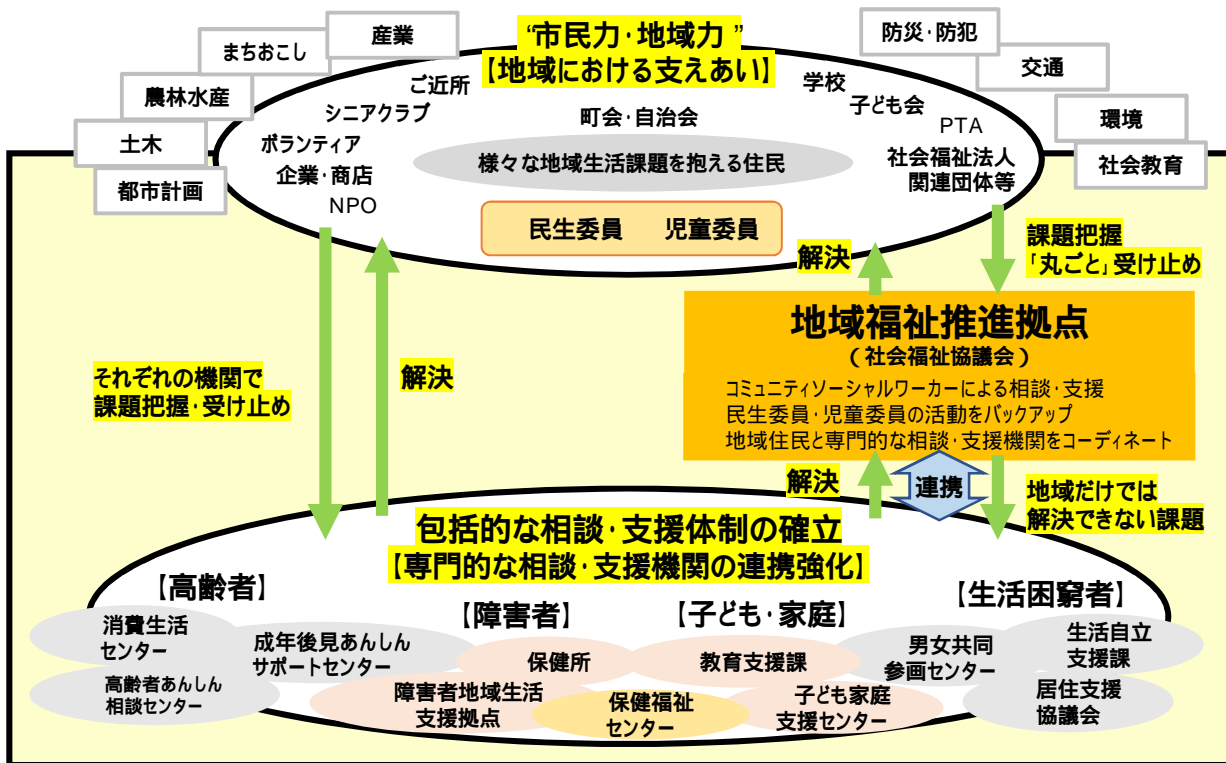 産業
まちおこし
農林水産
土木
都市計画
“市民力・地域力 ”
【地域における支えあい】
防災・防犯
交通
環境
社会教育
ご近所
シニアクラブ
ボランティア
企業・商店
NPO
町会・自治会
様々な地域生活課題を抱える住民
民生委員 児童委員
学校
子ども会
PTA
社会福祉法人
関連団体等
解決
課題把握
「丸ごと」受け止め
地域福祉推進拠点
(社会福祉協議会)
コミュニティソーシャルワーカーによる相談・支援
民生委員・児童委員の活動をバックアップ
地域住民と専門的な相談・支援機関をコーディネート
それぞれの機関で
課題把握・受け止め
解決
解決
連携
地域だけでは
解決できない課題
包括的な相談・支援体制の確立
【専門的な相談・支援機関の連携強化】
【高齢者】
【障害者】
【子ども・家庭】
【生活困窮者】
消費生活
センター
成年後見あんしん
サポートセンター
高齢者あんしん
相談センター
保健所
障害者地域生活
支援拠点
保健福祉
センター
教育支援課
子ども家庭
支援センター
男女共同
参画センター
生活自立
支援課
居住支援
協議会